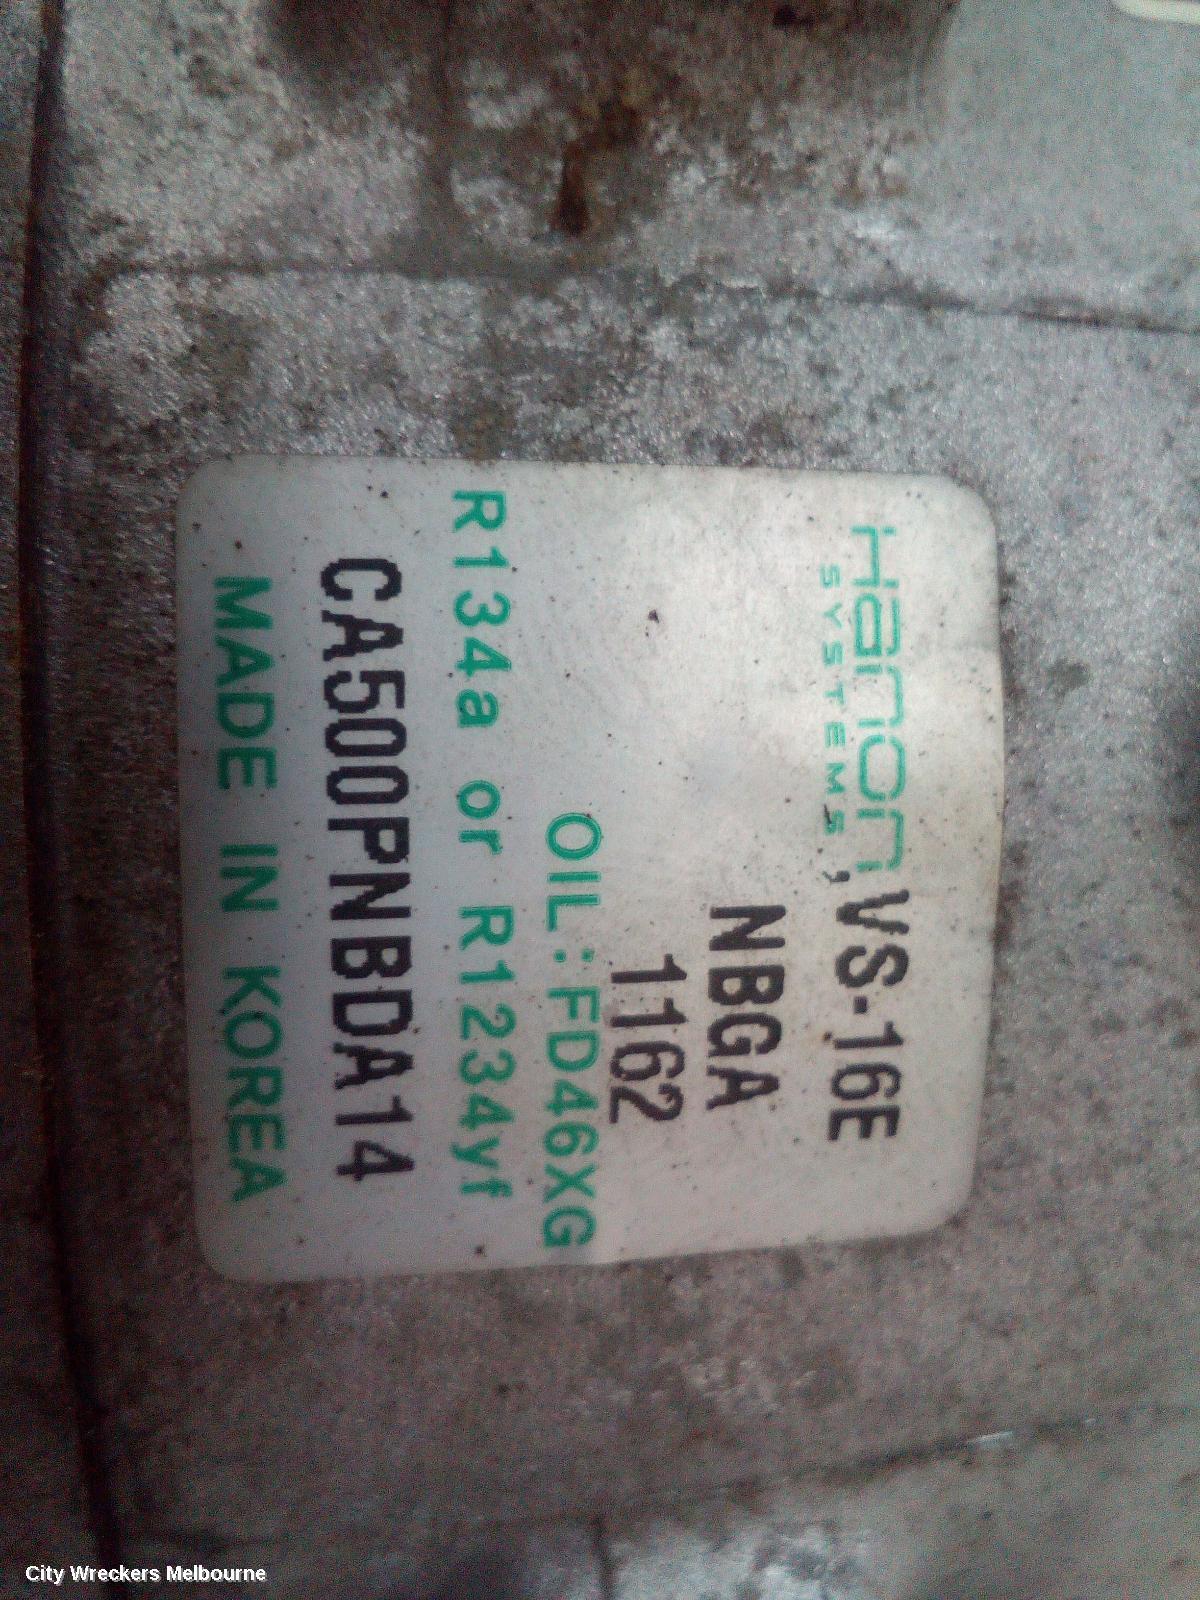 Hanon VS-16E
SYSTEMS
NBGA
1162
OIL:FD46XG
R134a or R1234yf
CA500PNBDA14
MADE IN KOREA
City Wreckers Melbourne